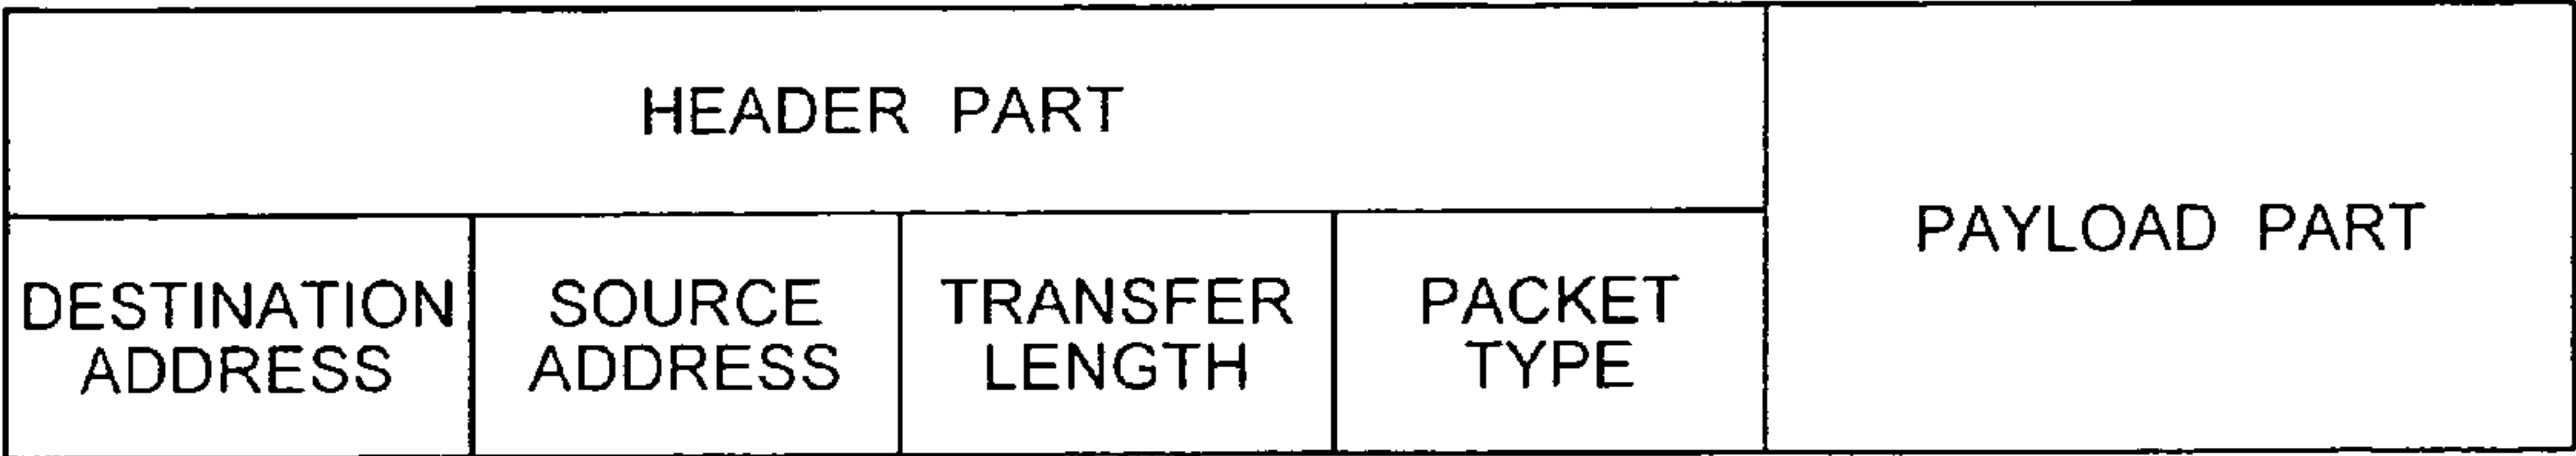 HEADER PART
PAYLOAD PART
DESTINATION
ADDRESS
SOURCE
ADDRESS
TRANSFER
LENGTH
PACKET
TYPE